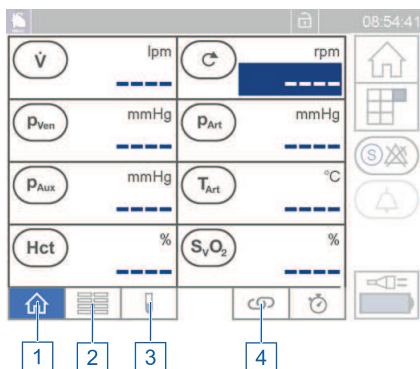 08:54:41
V̇ lpm rpm
---- ----
pVen mmHg pArt mmHg
---- ----
pAux mmHg TArt °C
---- ----
Hct % SvO₂ %
---- ----
S
1 2 3 4